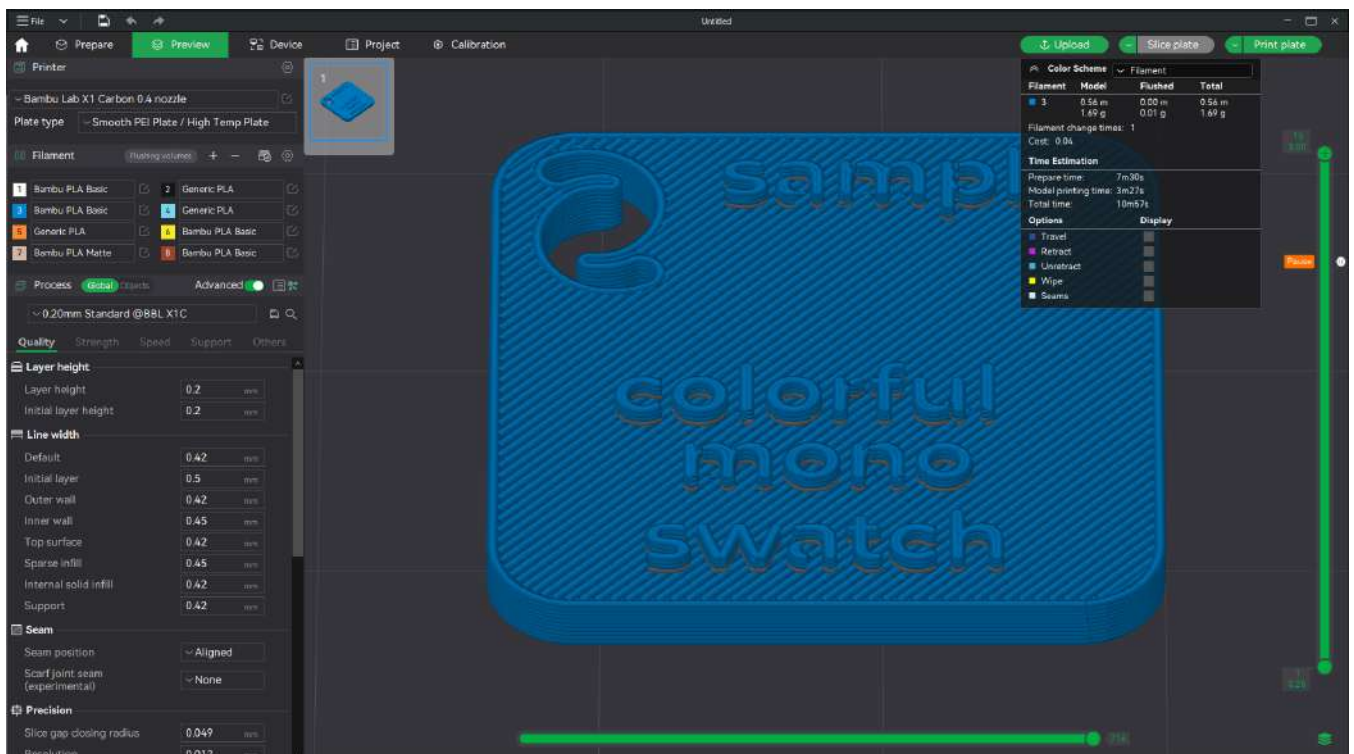 File
Untitled
Prepare
Preview
Device
Project
Calibration
Upload
Slice plate
Print plate
Printer
Bambu Lab X1 Carbon 0.4 nozzle
Plate type
Smooth PEI Plate / High Temp Plate
Filament
Flushing volumes
+ −
1 Bambu PLA Basic
2 Generic PLA
3 Bambu PLA Basic
4 Generic PLA
5 Generic PLA
6 Bambu PLA Basic
7 Bambu PLA Matte
8 Bambu PLA Basic
Process
Global
Objects
Advanced
0.20mm Standard @BBL X1C
Quality
Strength
Speed
Support
Others
Layer height
Layer height 0.2 mm
Initial layer height 0.2 mm
Line width
Default 0.42 mm
Initial layer 0.5 mm
Outer wall 0.42 mm
Inner wall 0.45 mm
Top surface 0.42 mm
Sparse infill 0.45 mm
Internal solid infill 0.42 mm
Support 0.42 mm
Seam
Seam position Aligned
Scarf joint seam
(experimental) None
Precision
Slice gap closing radius 0.049 mm
Resolution 0.012
1
sampl
colorful
mono
swatch
Color Scheme Filament
Filament Model Flushed Total
3 0.56 m 0.00 m 0.56 m
1.69 g 0.01 g 1.69 g
Filament change times: 1
Cost: 0.04
Time Estimation
Prepare time: 7m30s
Model printing time: 3m27s
Total time: 10m57s
Options Display
Travel
Retract
Unretract
Wipe
Seams
Pause